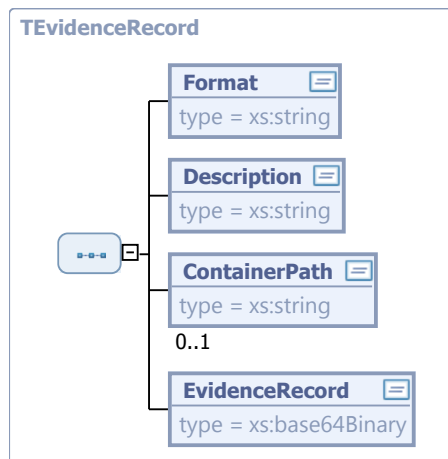 TEvidenceRecord
Format
type = xs:string
Description
type = xs:string
ContainerPath
type = xs:string
0..1
EvidenceRecord
type = xs:base64Binary